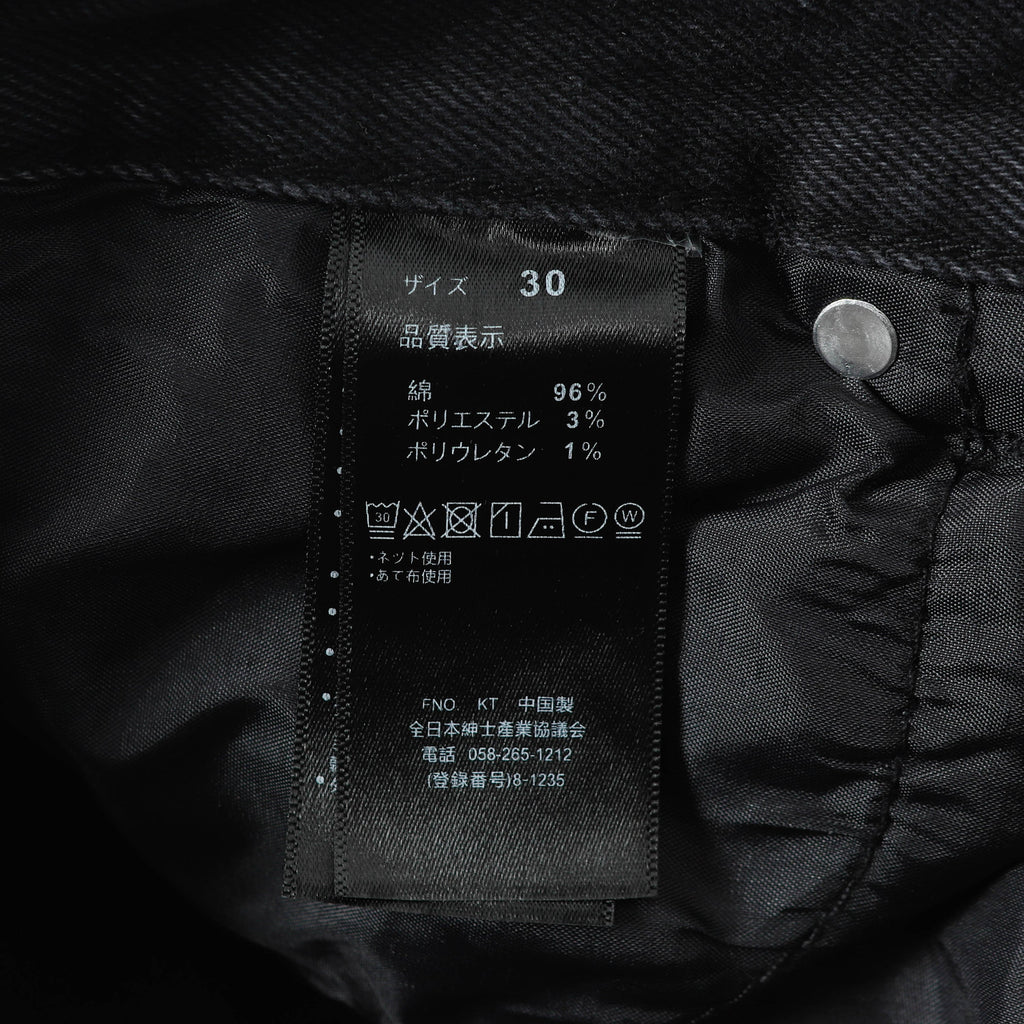 サイズ 30
品質表示
綿 96%
ポリエステル 3%
ポリウレタン 1%
30 F W
・ネット使用
・あて布使用
FNO. KT 中国製
全日本紳士產業協議会
電話 058-265-1212
(登録番号)8-1235